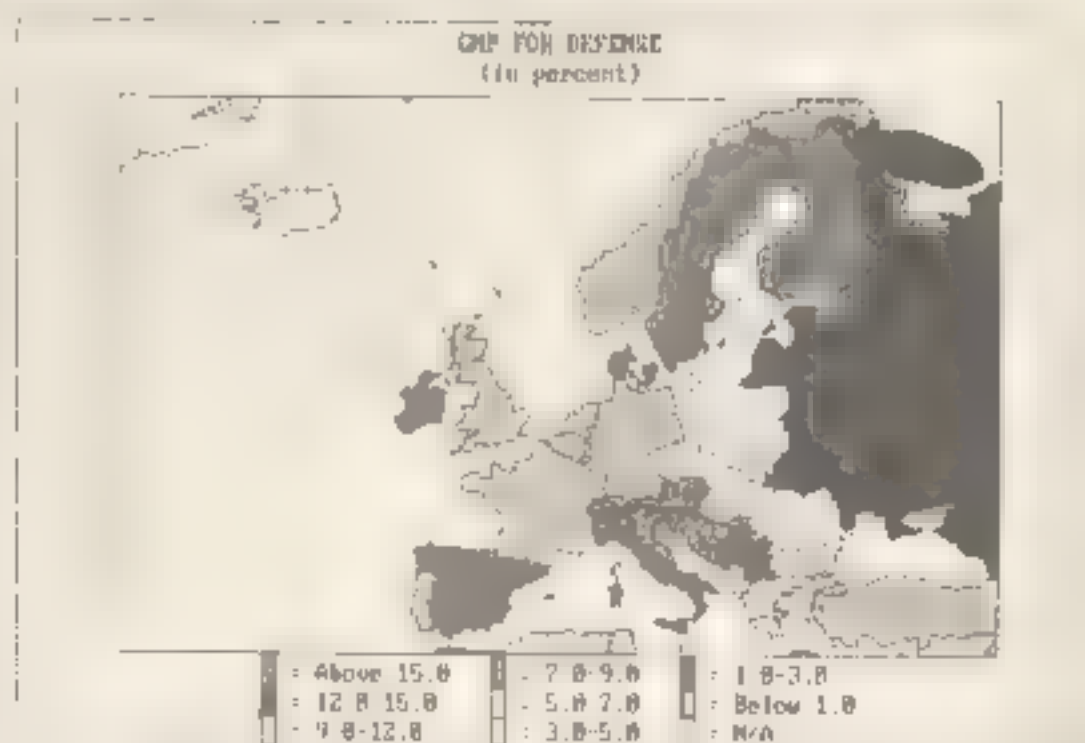 GNP FOR DEFENSE
(in percent)
: Above 15.0 : 7.0-9.0 : 1.0-3.0
: 12.0-15.0 : 5.0-7.0 : Below 1.0
: 9.0-12.0 : 3.0-5.0 : N/A